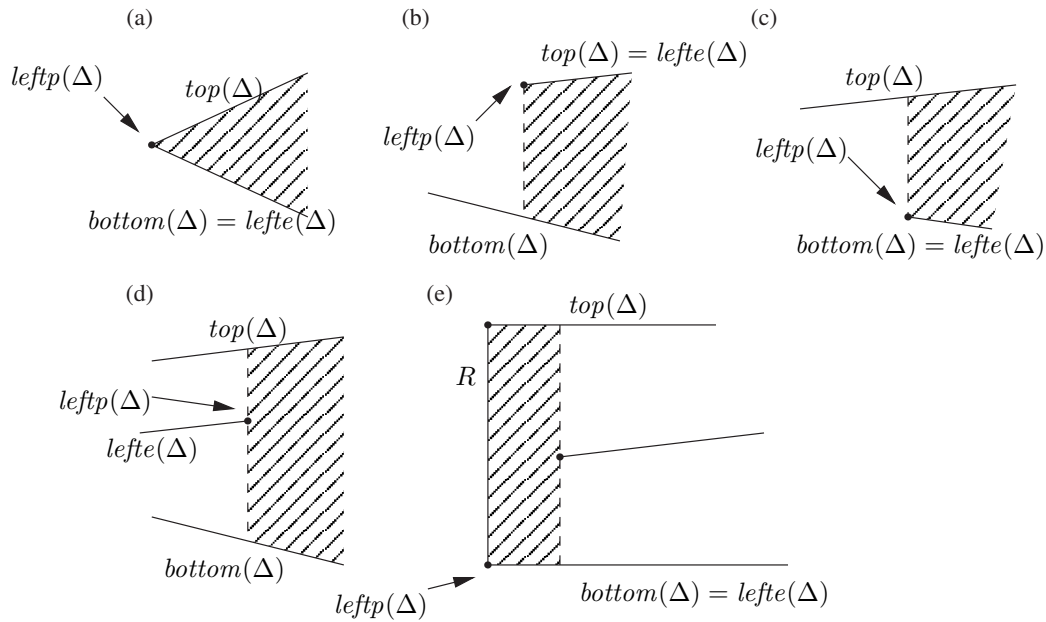 (a)
leftp(Δ)
top(Δ)
bottom(Δ) = lefte(Δ)
(b)
top(Δ) = lefte(Δ)
leftp(Δ)
bottom(Δ)
(c)
top(Δ)
leftp(Δ)
bottom(Δ) = lefte(Δ)
(d)
top(Δ)
leftp(Δ)
lefte(Δ)
bottom(Δ)
(e)
top(Δ)
R
leftp(Δ)
bottom(Δ) = lefte(Δ)